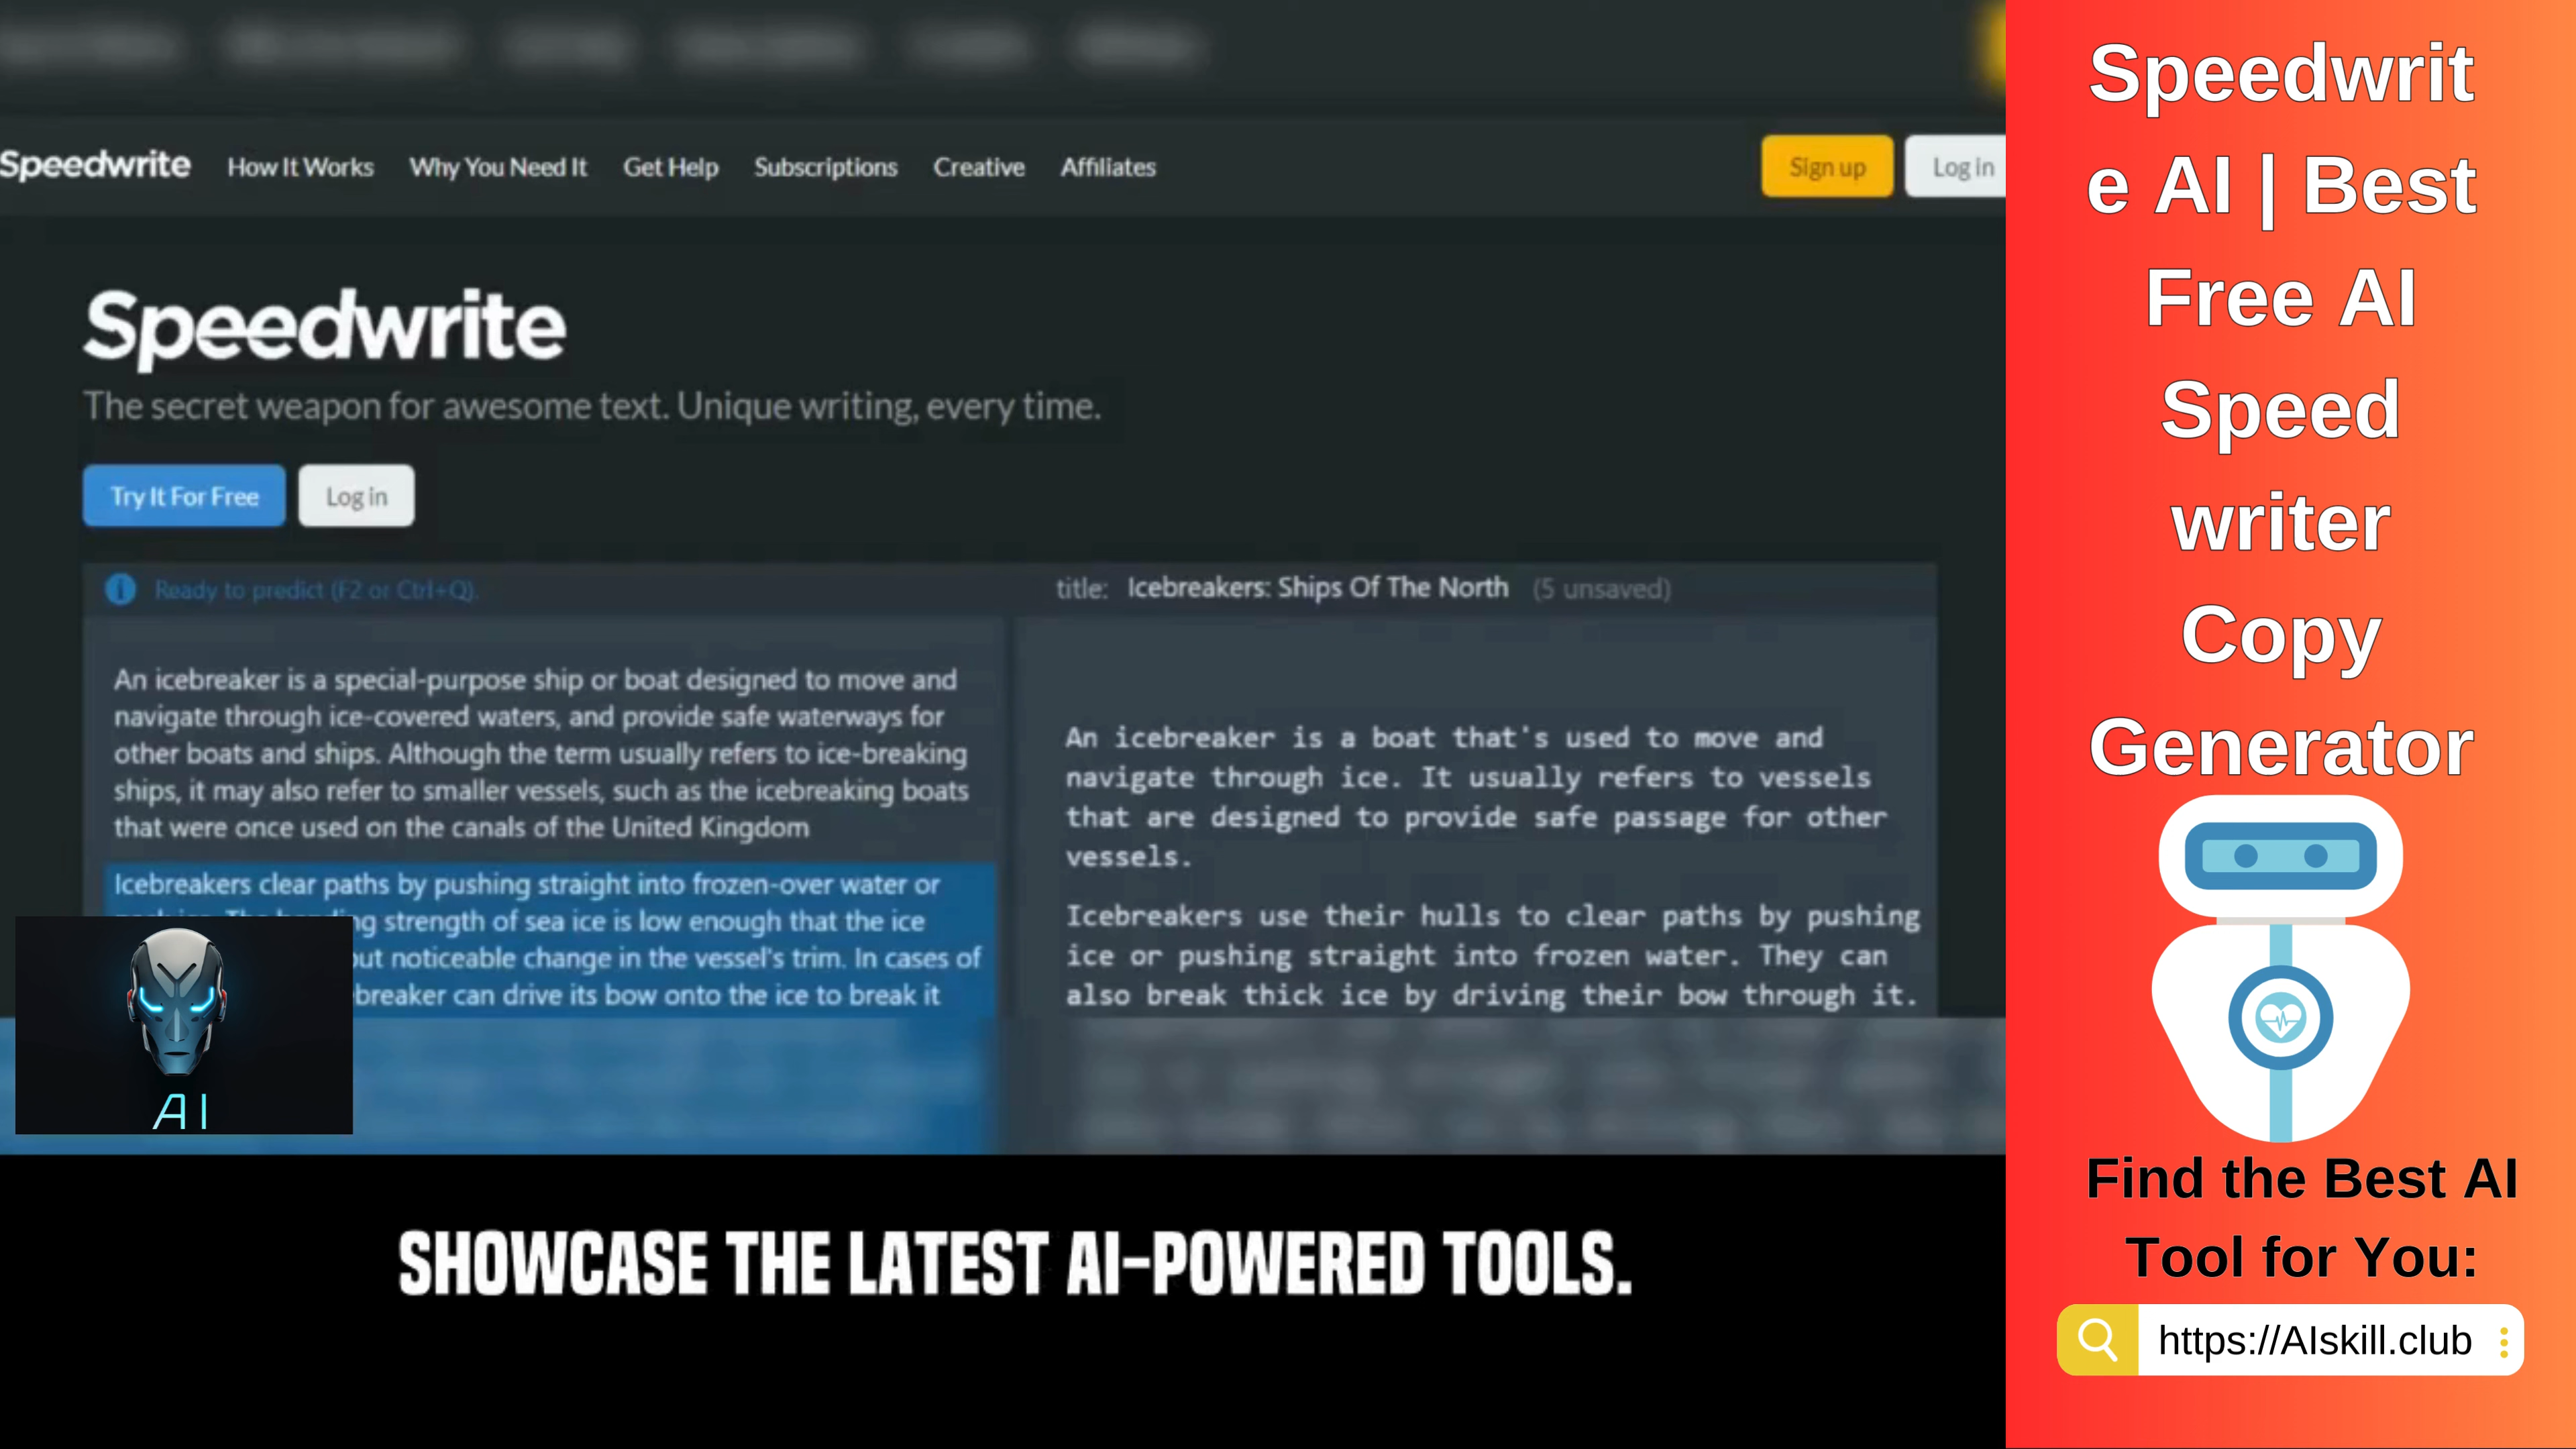 Speedwrite How It Works Why You Need It Get Help Subscriptions Creative Affiliates Sign up Log in
Speedwrite
The secret weapon for awesome text. Unique writing, every time.
Try It For Free Log in
Ready to predict (F2 or Ctrl+Q).
An icebreaker is a special-purpose ship or boat designed to move and
navigate through ice-covered waters, and provide safe waterways for
other boats and ships. Although the term usually refers to ice-breaking
ships, it may also refer to smaller vessels, such as the icebreaking boats
that were once used on the canals of the United Kingdom
Icebreakers clear paths by pushing straight into frozen-over water or
strength of sea ice is low enough that the ice
noticeable change in the vessel's trim. In cases of
can drive its bow onto the ice to break it
title: Icebreakers: Ships Of The North (5 unsaved)
An icebreaker is a boat that's used to move and
navigate through ice. It usually refers to vessels
that are designed to provide safe passage for other
vessels.
Icebreakers use their hulls to clear paths by pushing
ice or pushing straight into frozen water. They can
also break thick ice by driving their bow through it.
AI
SHOWCASE THE LATEST AI-POWERED TOOLS.
Speedwrit
e AI | Best
Free AI
Speed
writer
Copy
Generator
Find the Best AI
Tool for You:
https://AIskill.club